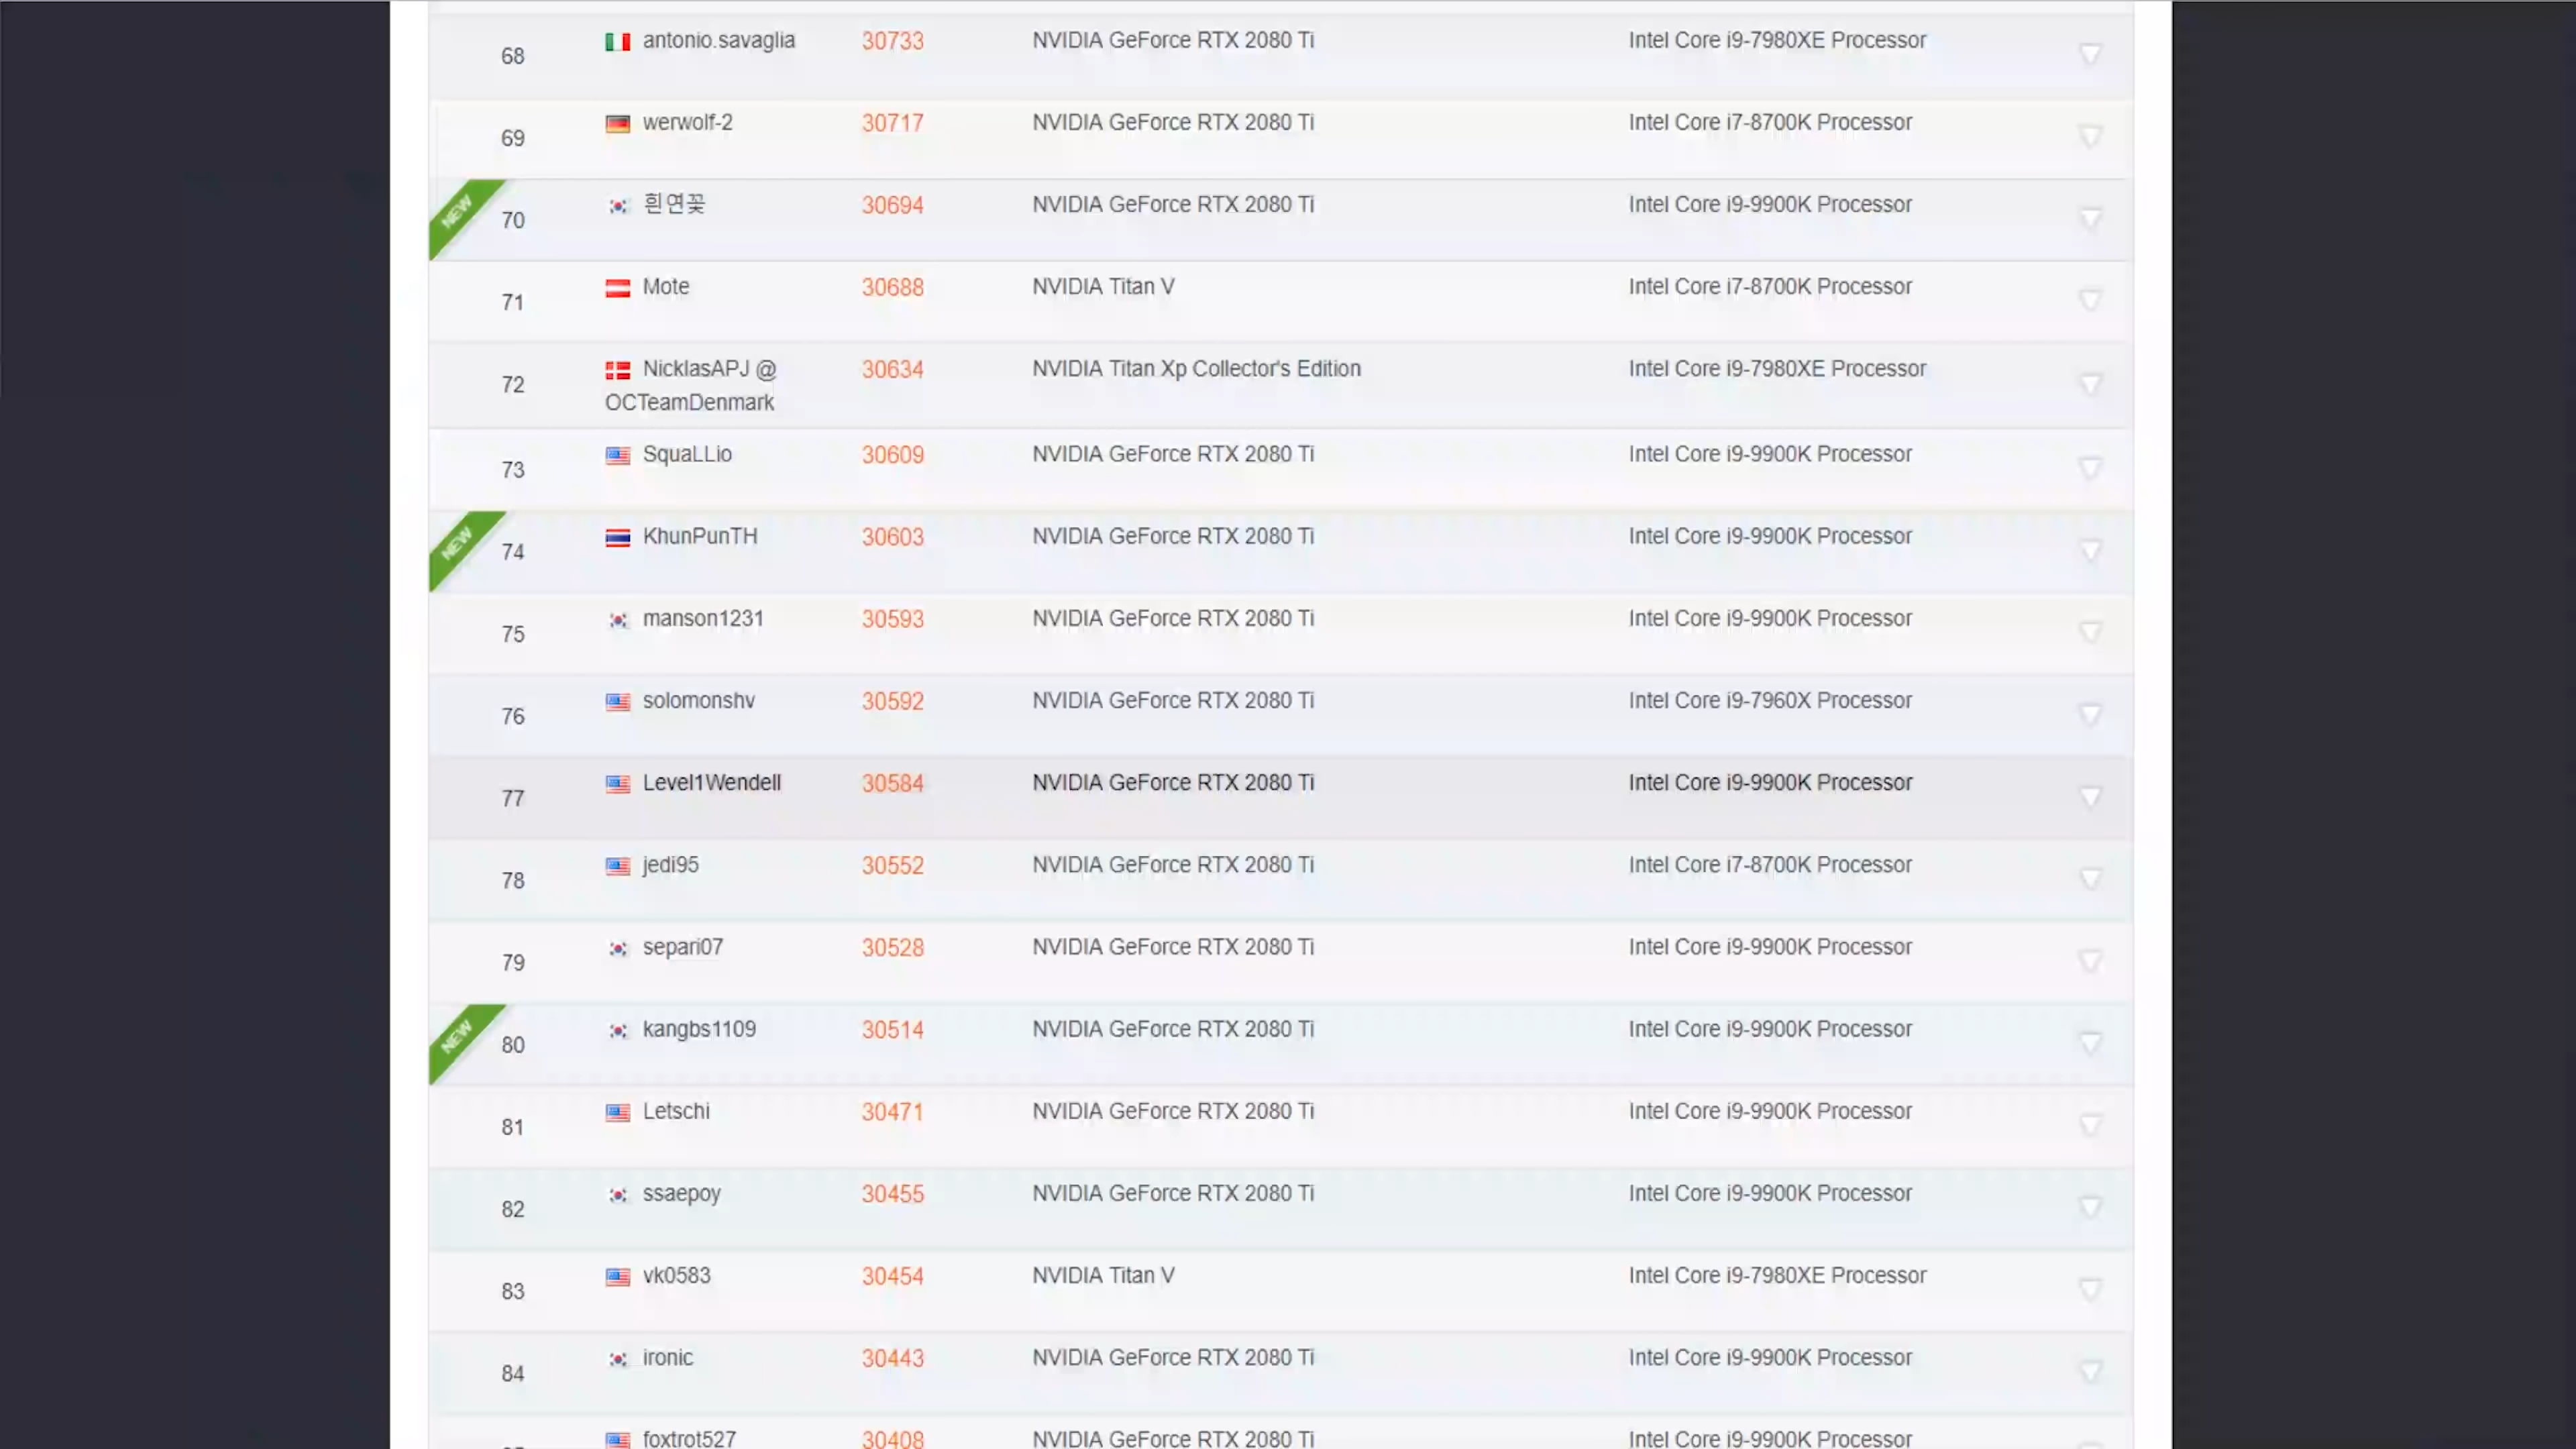 68 antonio.savaglia 30733 NVIDIA GeForce RTX 2080 Ti Intel Core i9-7980XE Processor
69 werwolf-2 30717 NVIDIA GeForce RTX 2080 Ti Intel Core i7-8700K Processor
NEW 70 흰연꽃 30694 NVIDIA GeForce RTX 2080 Ti Intel Core i9-9900K Processor
71 Mote 30688 NVIDIA Titan V Intel Core i7-8700K Processor
72 NicklasAPJ @ 30634 NVIDIA Titan Xp Collector's Edition Intel Core i9-7980XE Processor
OCTeamDenmark
73 SquaLLio 30609 NVIDIA GeForce RTX 2080 Ti Intel Core i9-9900K Processor
NEW 74 KhunPunTH 30603 NVIDIA GeForce RTX 2080 Ti Intel Core i9-9900K Processor
75 manson1231 30593 NVIDIA GeForce RTX 2080 Ti Intel Core i9-9900K Processor
76 solomonshv 30592 NVIDIA GeForce RTX 2080 Ti Intel Core i9-7960X Processor
77 Level1Wendell 30584 NVIDIA GeForce RTX 2080 Ti Intel Core i9-9900K Processor
78 jedi95 30552 NVIDIA GeForce RTX 2080 Ti Intel Core i7-8700K Processor
79 separi07 30528 NVIDIA GeForce RTX 2080 Ti Intel Core i9-9900K Processor
NEW 80 kangbs1109 30514 NVIDIA GeForce RTX 2080 Ti Intel Core i9-9900K Processor
81 Letschi 30471 NVIDIA GeForce RTX 2080 Ti Intel Core i9-9900K Processor
82 ssaepoy 30455 NVIDIA GeForce RTX 2080 Ti Intel Core i9-9900K Processor
83 vk0583 30454 NVIDIA Titan V Intel Core i9-7980XE Processor
84 ironic 30443 NVIDIA GeForce RTX 2080 Ti Intel Core i9-9900K Processor
foxtrot527 30408 NVIDIA GeForce RTX 2080 Ti Intel Core i9-9900K Processor